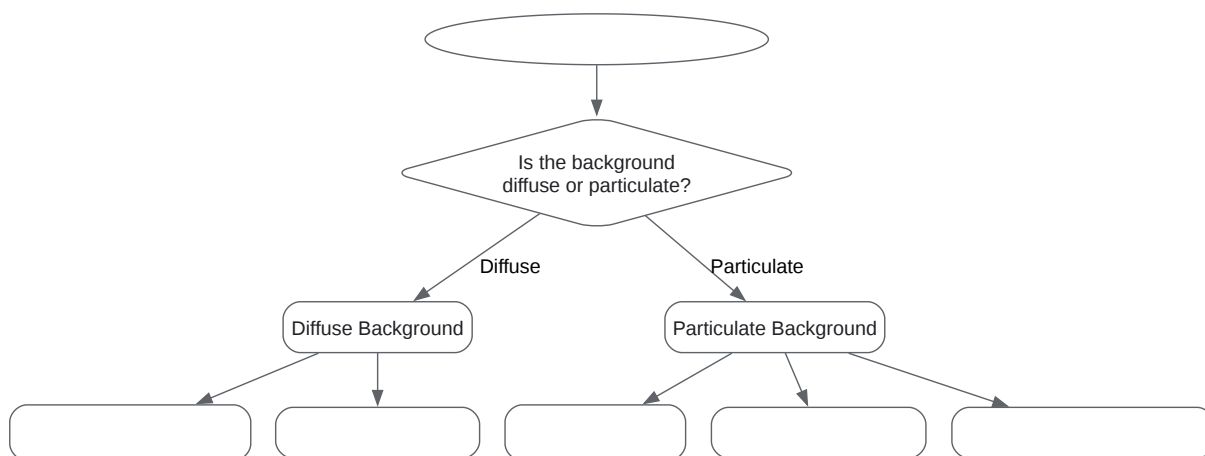 Is the background
diffuse or particulate?
Diffuse
Particulate
Diffuse Background
Particulate Background